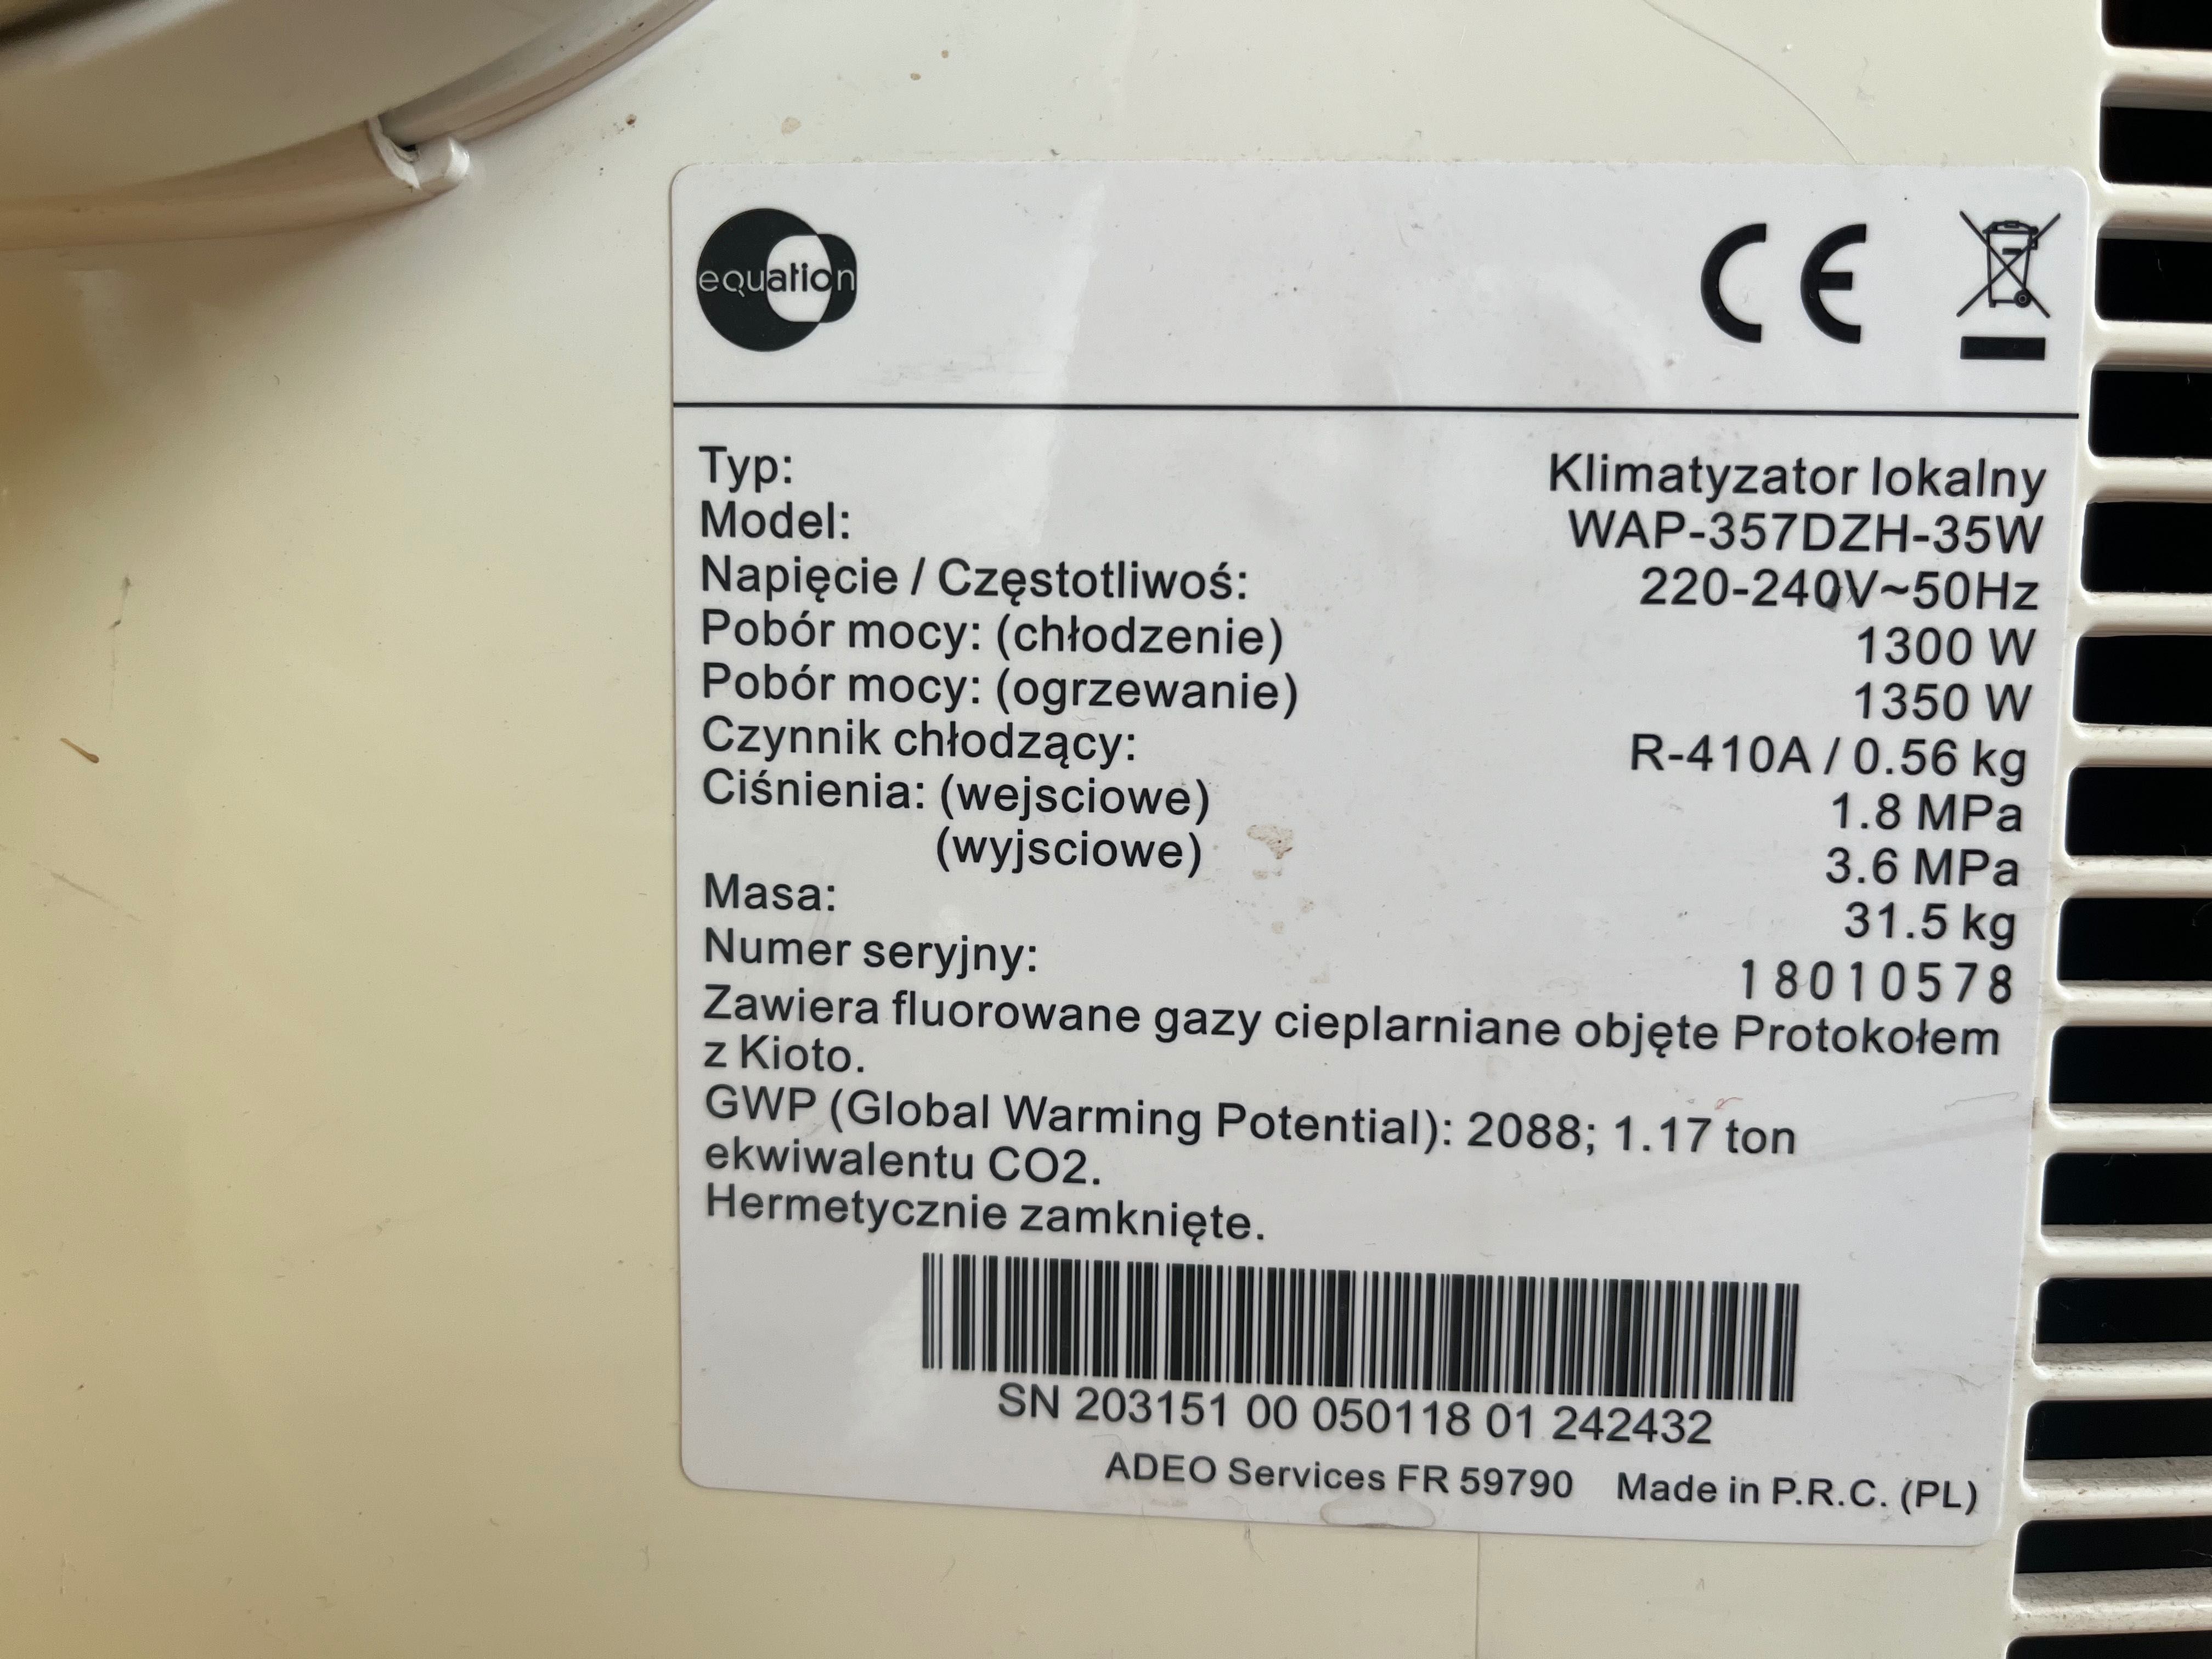 equation CE
Typ: Klimatyzator lokalny
Model: WAP-357DZH-35W
Napięcie / Częstotliwoś: 220-240V~50Hz
Pobór mocy: (chłodzenie) 1300 W
Pobór mocy: (ogrzewanie) 1350 W
Czynnik chłodzący: R-410A / 0.56 kg
Ciśnienia: (wejsciowe) 1.8 MPa
(wyjsciowe) 3.6 MPa
Masa: 31.5 kg
Numer seryjny: 18010578
Zawiera fluorowane gazy cieplarniane objęte Protokołem
z Kioto.
GWP (Global Warming Potential): 2088; 1.17 ton
ekwiwalentu CO2.
Hermetycznie zamknięte.
SN 203151 00 050118 01 242432
ADEO Services FR 59790 Made in P.R.C. (PL)